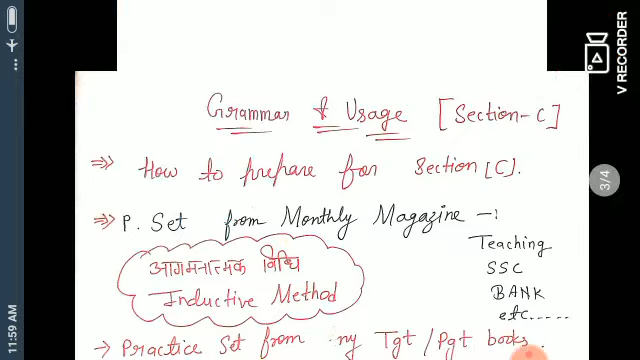 Grammar & Usage [Section-C]
⇒ How to prepare for Section [C].
⇒ P. Set from Monthly Magazine -:
Teaching
SSC
BANK
etc.....
आगमनात्मक विधि
Inductive Method
→ Practice Set from ny Tgt/Pgt books.
3/4
V RECORDER
11:59 AM